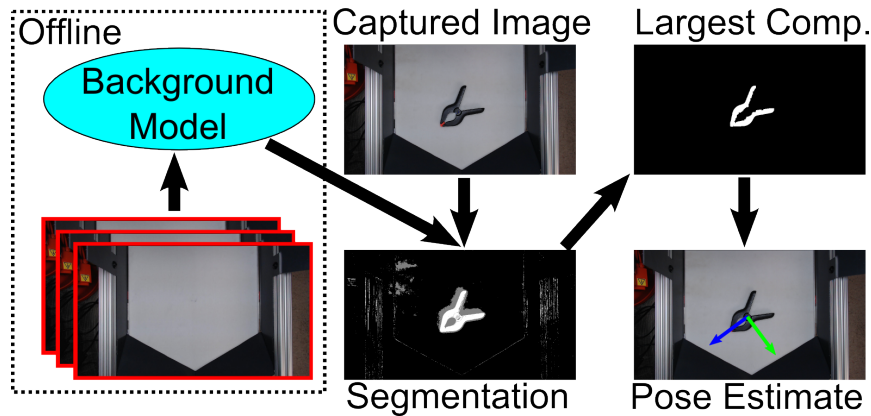 Offline
Background
Model
Captured Image
Largest Comp.
Segmentation
Pose Estimate